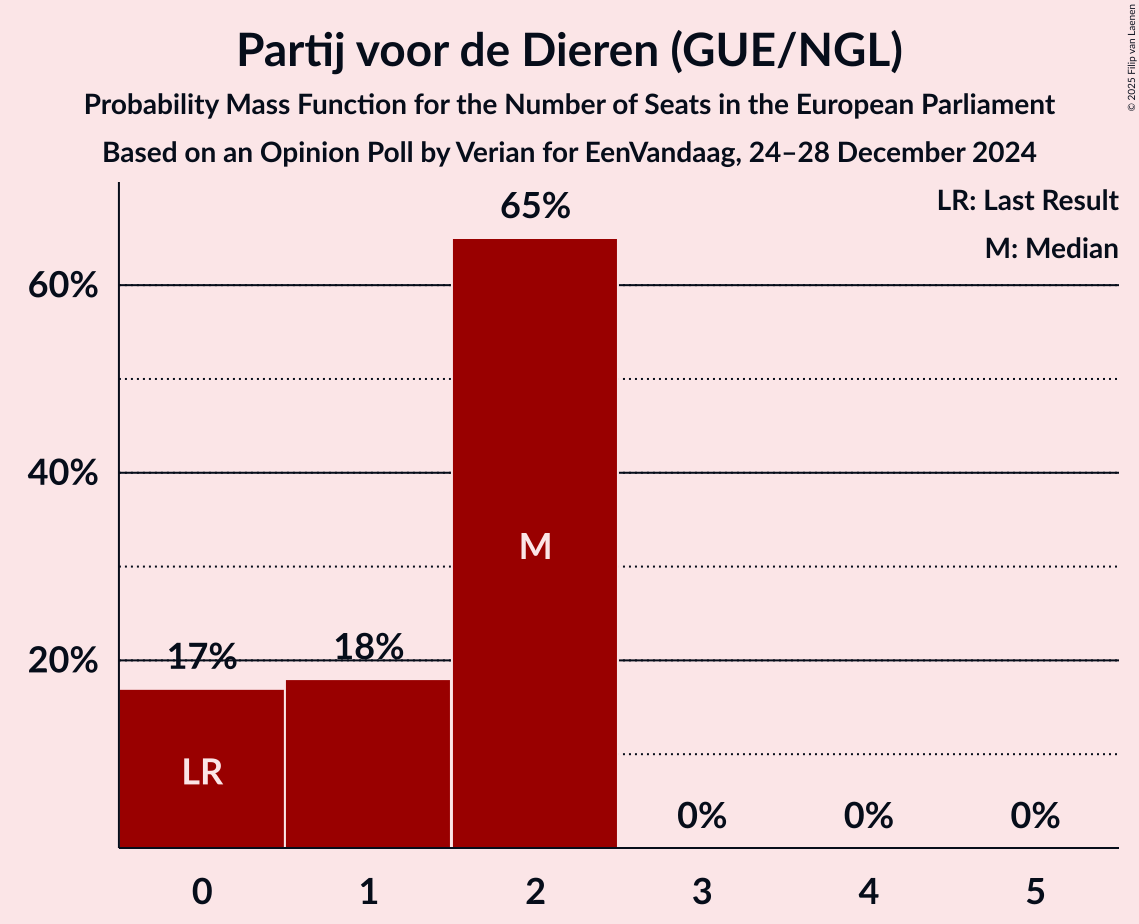 Partij voor de Dieren (GUE/NGL)
Probability Mass Function for the Number of Seats in the European Parliament
Based on an Opinion Poll by Verian for EenVandaag, 24–28 December 2024
© 2025 Filip van Laenen
LR: Last Result
M: Median
65%
60%
40%
M
20%
17%
18%
LR
0%
0%
0%
0
1
2
3
4
5